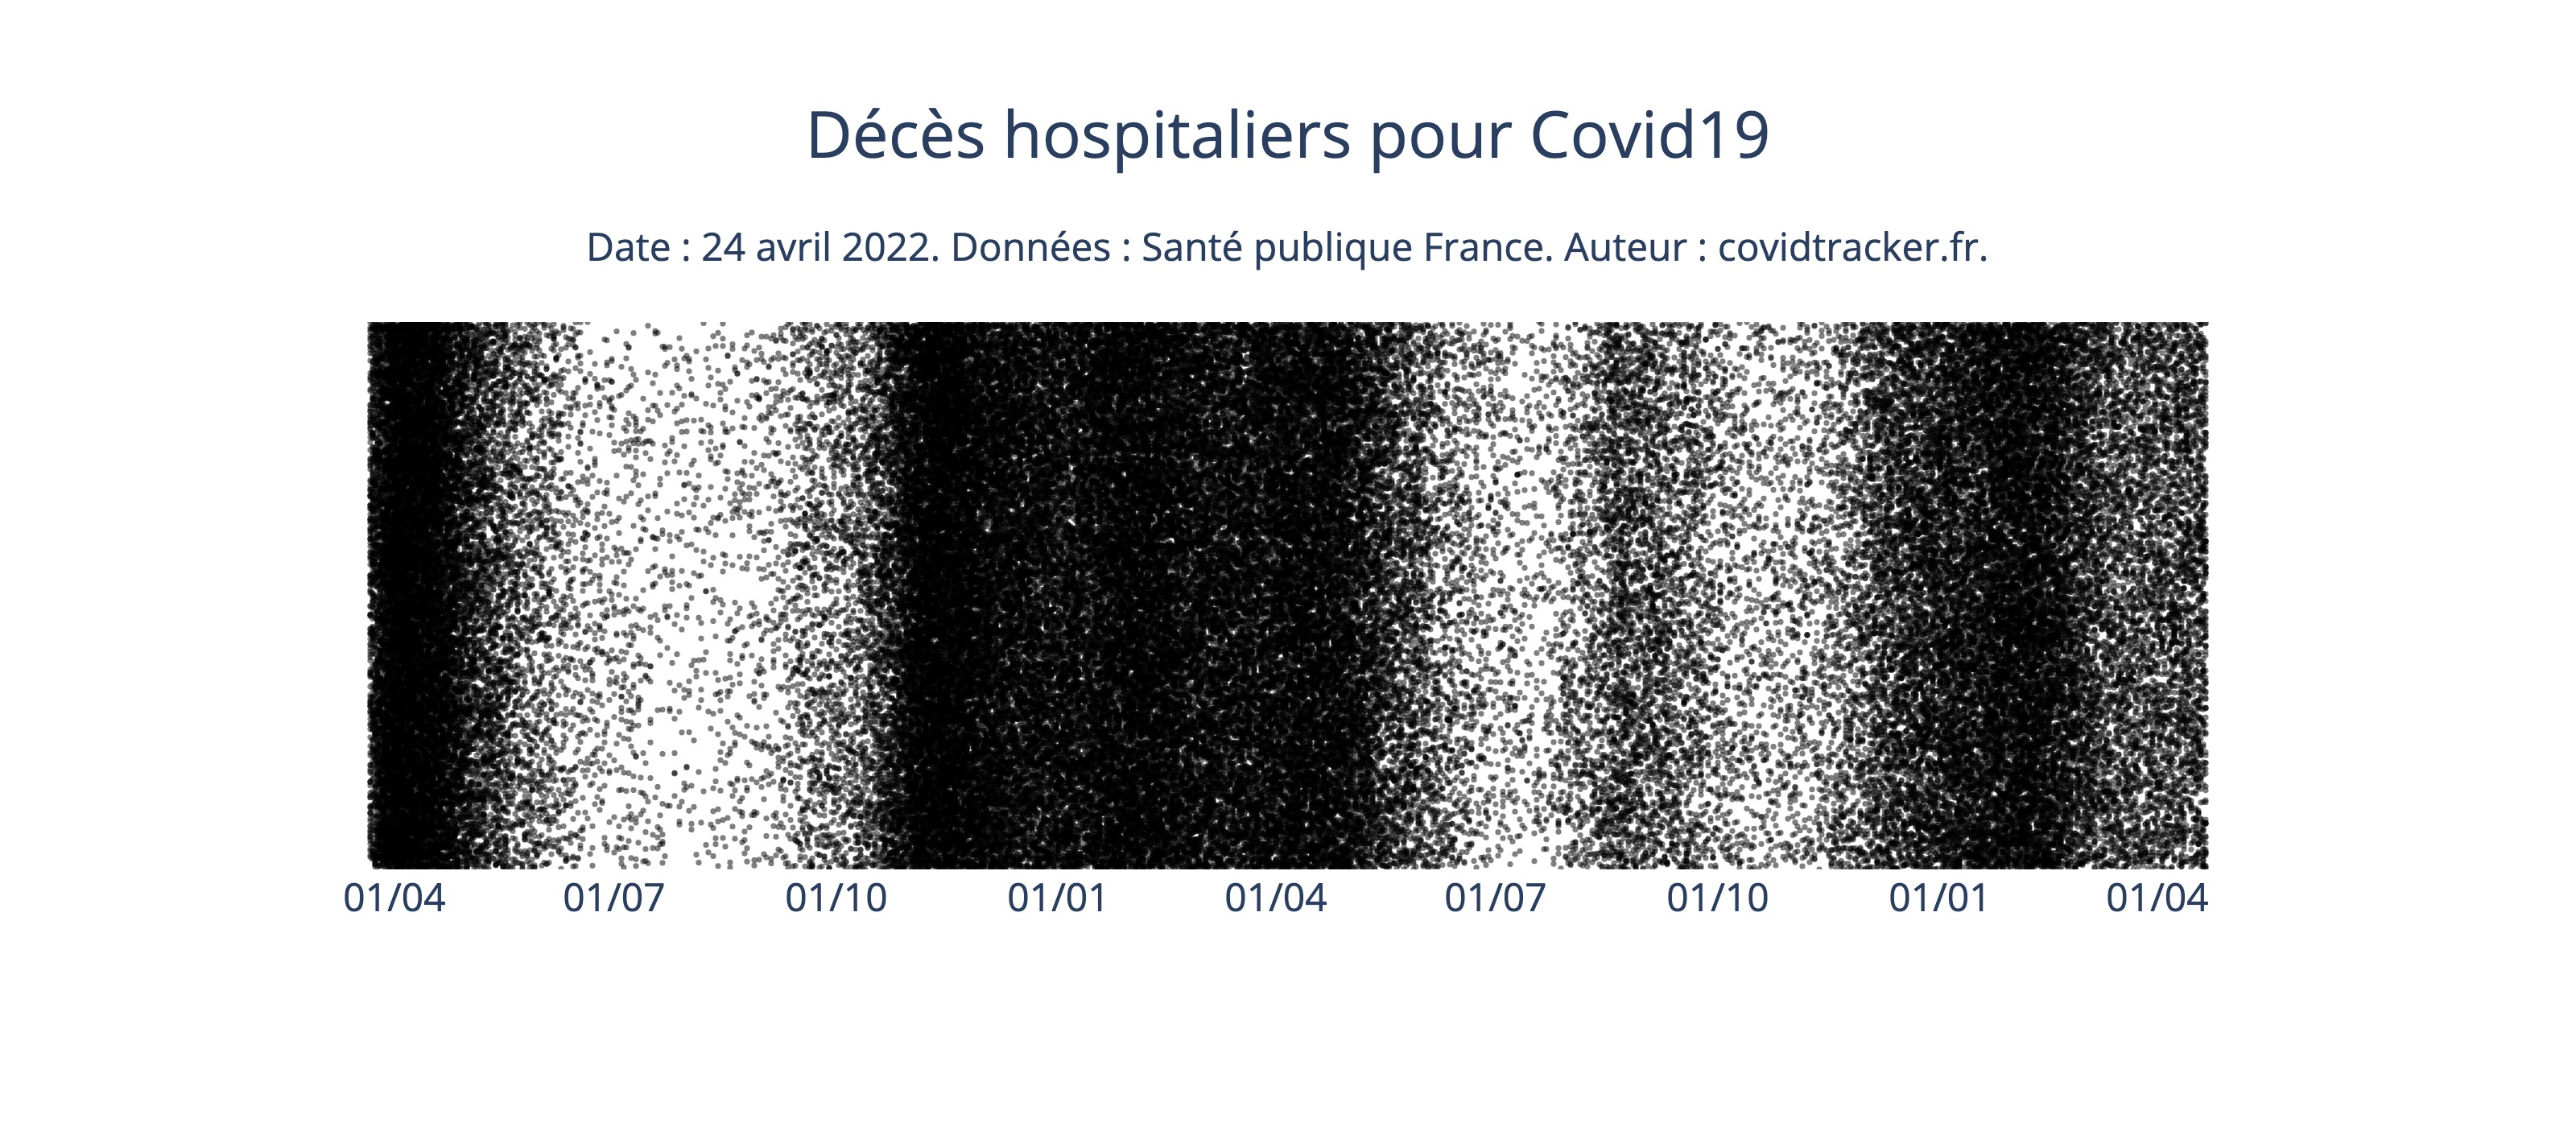 Décès hospitaliers pour Covid19
Date : 24 avril 2022. Données : Santé publique France. Auteur : covidtracker.fr.
01/04 01/07 01/10 01/01 01/04 01/07 01/10 01/01 01/04